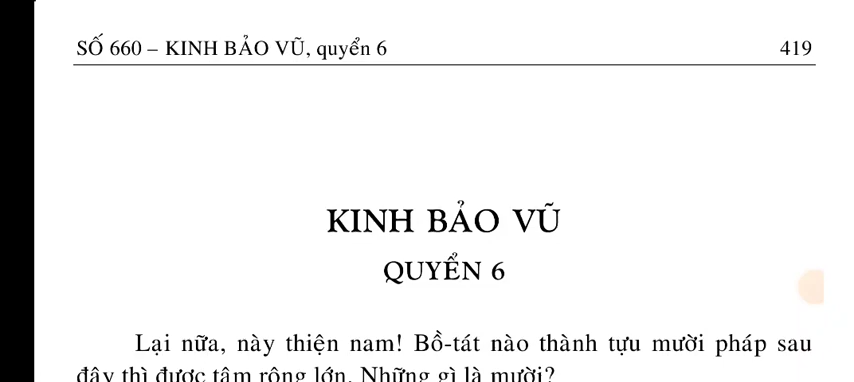 SỐ 660 – KINH BẢO VŨ, quyển 6 419
KINH BẢO VŨ
QUYỂN 6
Lại nữa, này thiện nam! Bồ-tát nào thành tựu mười pháp sau
đây thì được tâm rộng lớn. Những gì là mười?